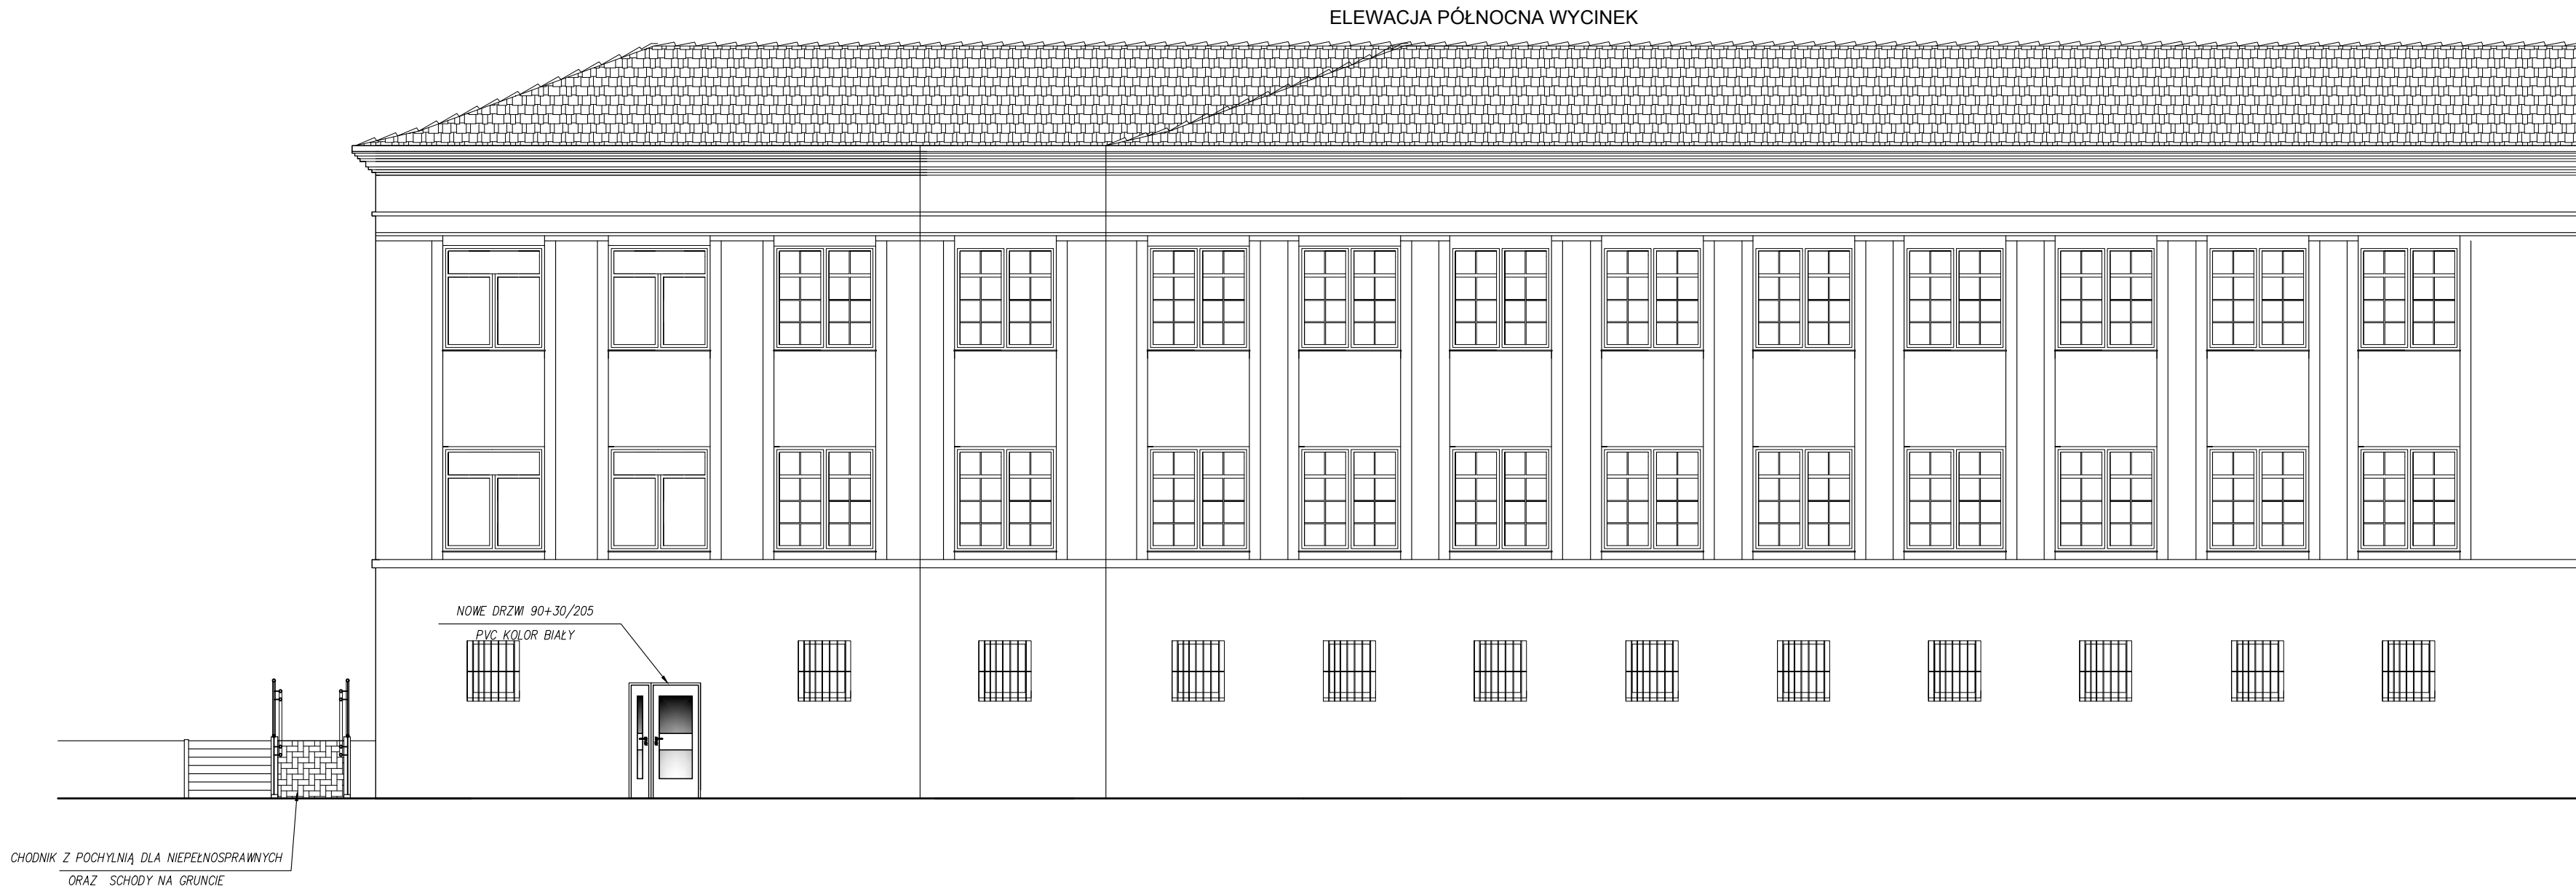 ELEWACJA PÓŁNOCNA WYCINEK
NOWE DRZWI 90+30/205
PVC KOLOR BIAŁY
CHODNIK Z POCHYLNIĄ DLA NIEPEŁNOSPRAWNYCH
ORAZ SCHODY NA GRUNCIE